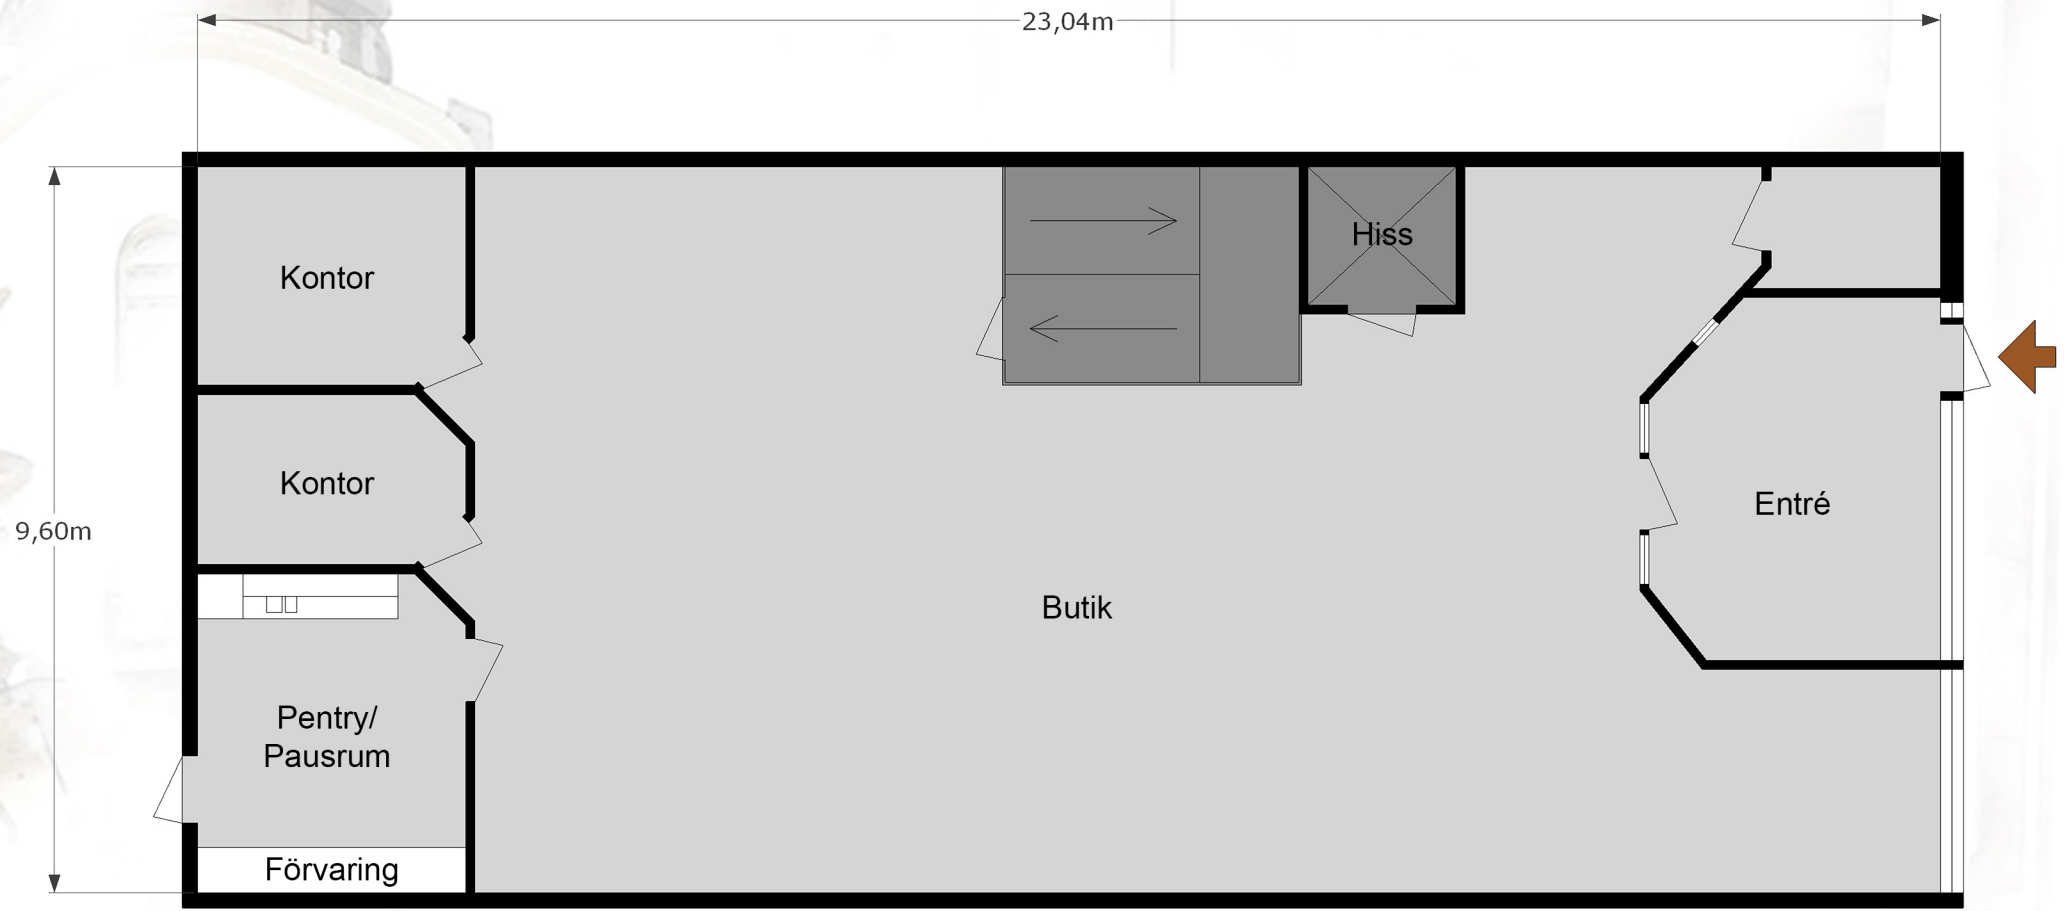 23,04m
Hiss
Kontor
Kontor
Entré
9,60m
Butik
Pentry/
Pausrum
Förvaring